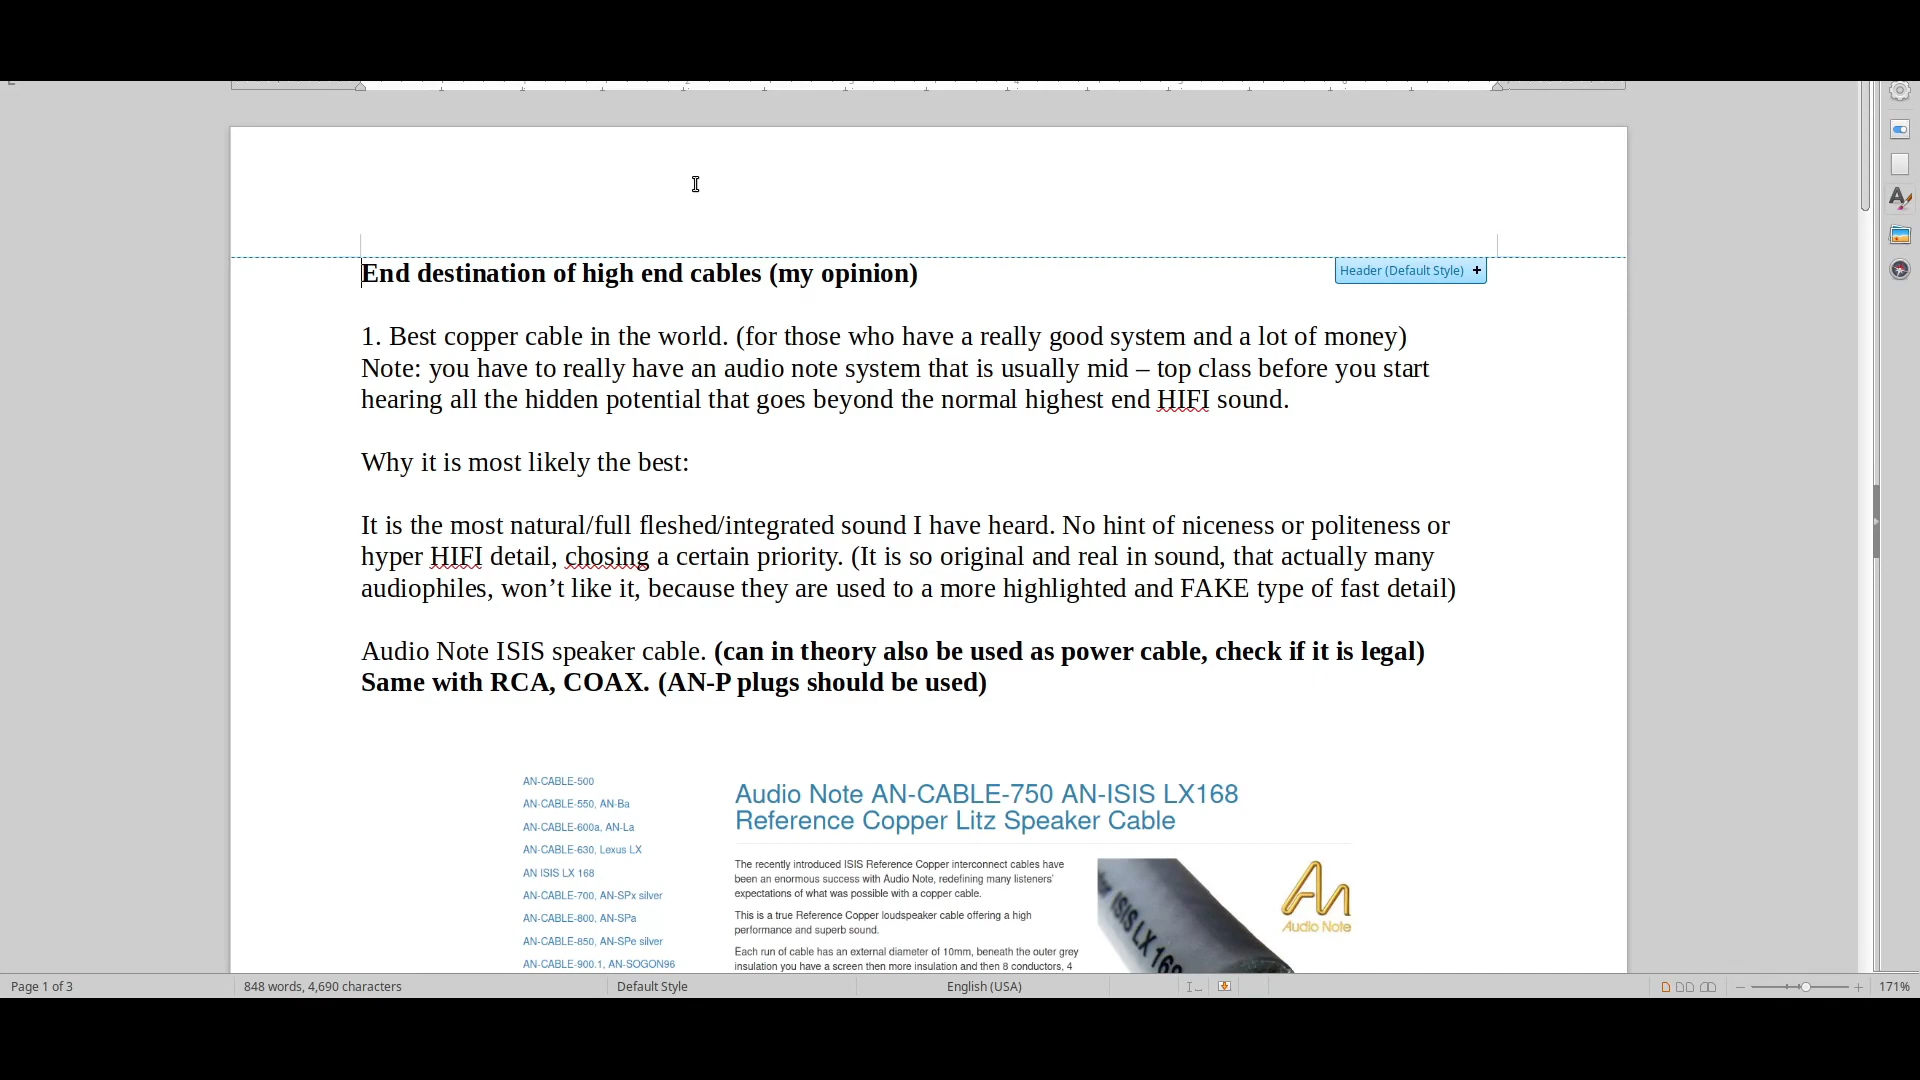 Header (Default Style) +
End destination of high end cables (my opinion)
1. Best copper cable in the world. (for those who have a really good system and a lot of money)
Note: you have to really have an audio note system that is usually mid – top class before you start
hearing all the hidden potential that goes beyond the normal highest end HIFI sound.
Why it is most likely the best:
It is the most natural/full fleshed/integrated sound I have heard. No hint of niceness or politeness or
hyper HIFI detail, chosing a certain priority. (It is so original and real in sound, that actually many
audiophiles, won’t like it, because they are used to a more highlighted and FAKE type of fast detail)
Audio Note ISIS speaker cable. (can in theory also be used as power cable, check if it is legal)
Same with RCA, COAX. (AN-P plugs should be used)
AN-CABLE-500
AN-CABLE-550, AN-Ba
AN-CABLE-600a, AN-La
AN-CABLE-630, Lexus LX
AN ISIS LX 168
AN-CABLE-700, AN-SPx silver
AN-CABLE-800, AN-SPa
AN-CABLE-850, AN-SPe silver
AN-CABLE-900.1, AN-SOGON96
Audio Note AN-CABLE-750 AN-ISIS LX168
Reference Copper Litz Speaker Cable
The recently introduced ISIS Reference Copper interconnect cables have
been an enormous success with Audio Note, redefining many listeners'
expectations of what was possible with a copper cable.
This is a true Reference Copper loudspeaker cable offering a high
performance and superb sound.
Each run of cable has an external diameter of 10mm, beneath the outer grey
insulation you have a screen then more insulation and then 8 conductors, 4
ISIS LX 168
An
Audio Note
Page 1 of 3
848 words, 4,690 characters
Default Style
English (USA)
171%